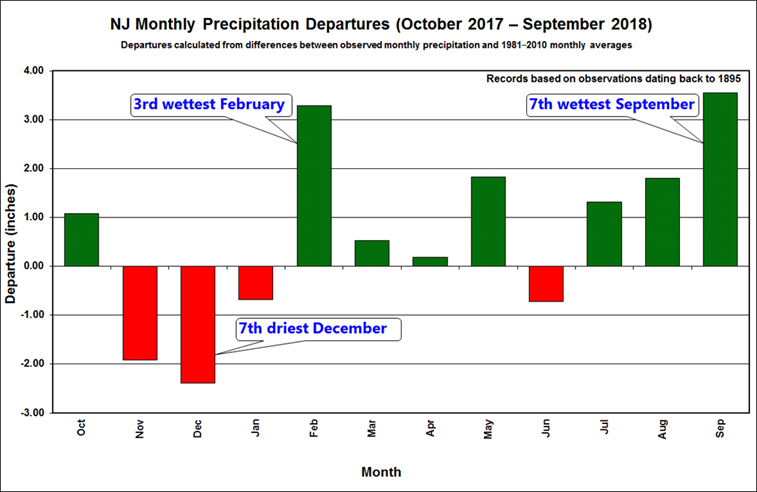 NJ Monthly Precipitation Departures (October 2017 – September 2018)
Departures calculated from differences between observed monthly precipitation and 1981–2010 monthly averages
Records based on observations dating back to 1895
3rd wettest February
7th wettest September
7th driest December
Departure (inches)
4.00
3.00
2.00
1.00
0.00
-1.00
-2.00
-3.00
Oct
Nov
Dec
Jan
Feb
Mar
Apr
May
Jun
Jul
Aug
Sep
Month